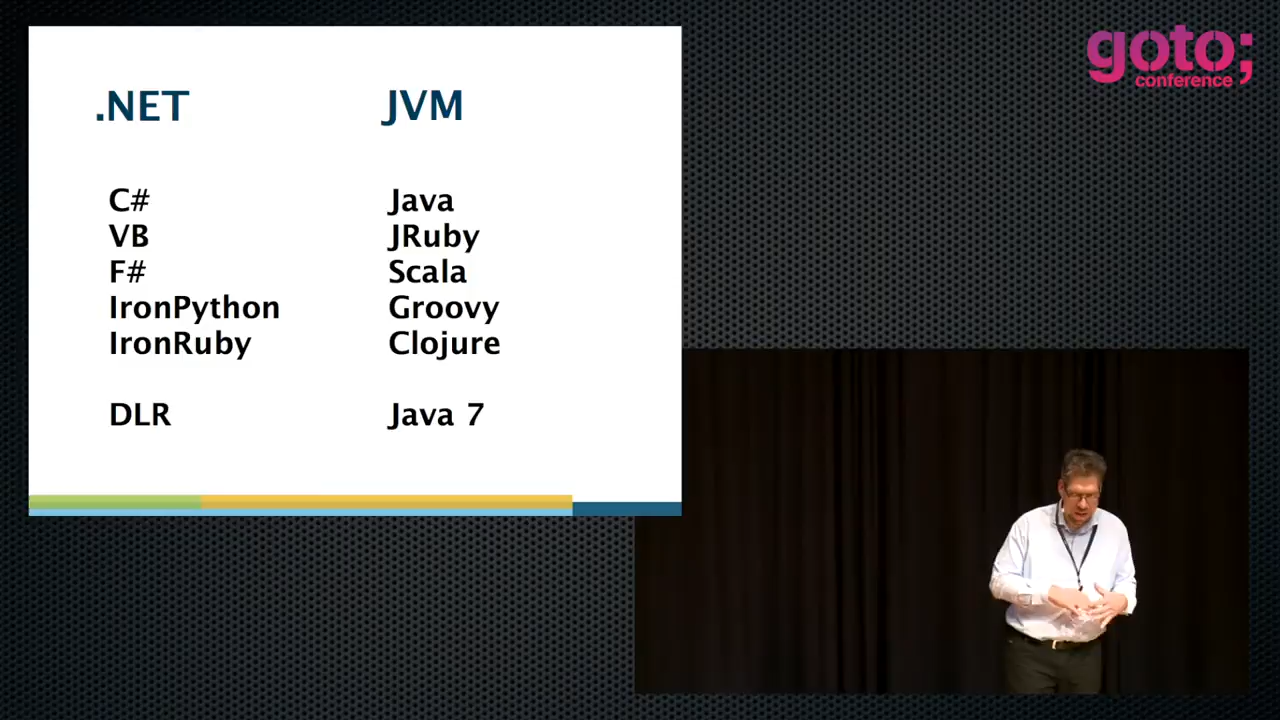 .NET JVM
C# Java
VB JRuby
F# Scala
IronPython Groovy
IronRuby Clojure
DLR Java 7
goto;
conference